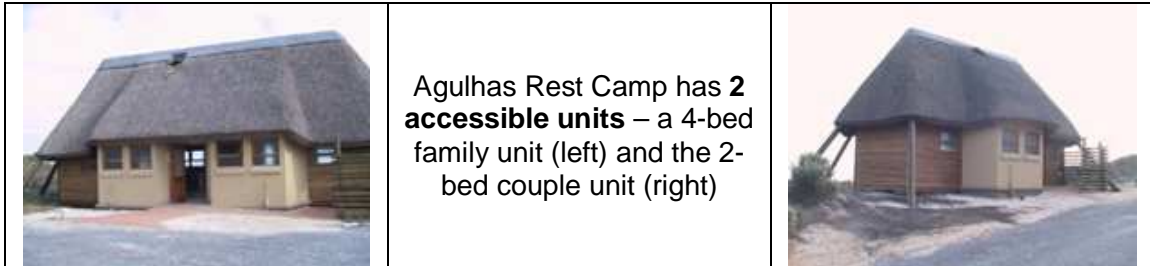 Agulhas Rest Camp has 2
accessible units – a 4-bed
family unit (left) and the 2-
bed couple unit (right)